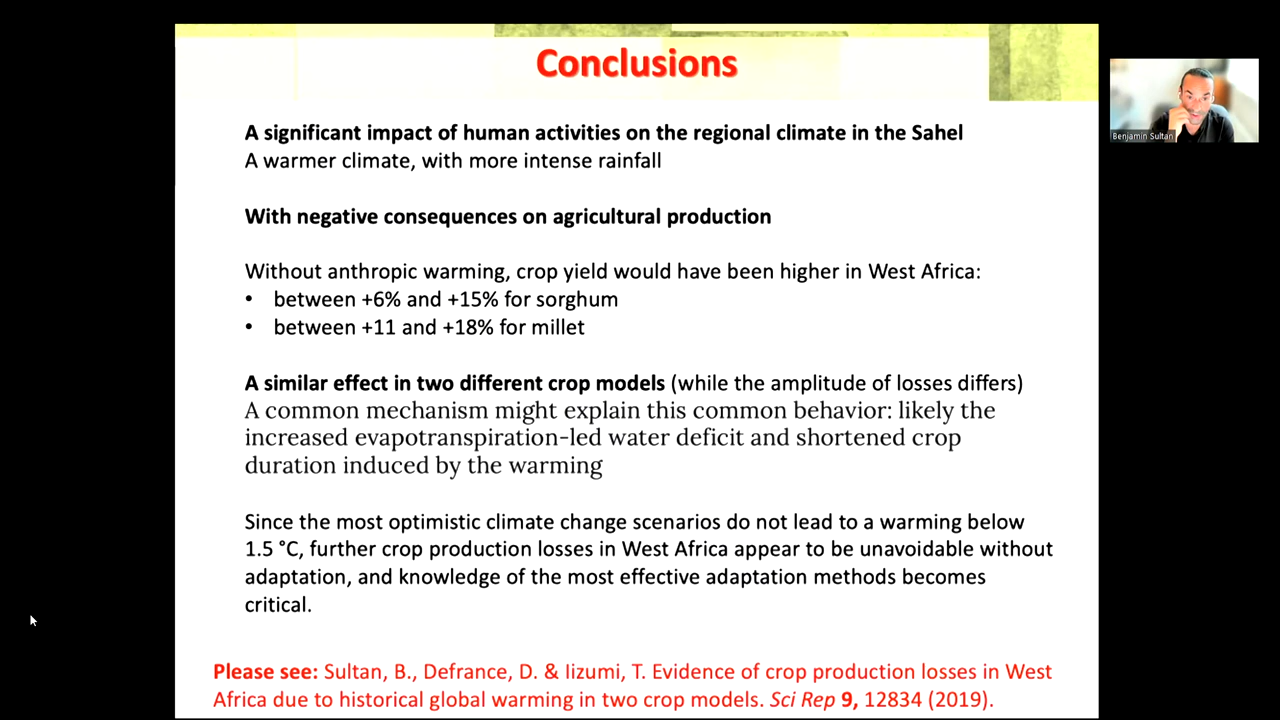 Conclusions
A significant impact of human activities on the regional climate in the Sahel
A warmer climate, with more intense rainfall
With negative consequences on agricultural production
Without anthropic warming, crop yield would have been higher in West Africa:
• between +6% and +15% for sorghum
• between +11 and +18% for millet
A similar effect in two different crop models (while the amplitude of losses differs)
A common mechanism might explain this common behavior: likely the
increased evapotranspiration-led water deficit and shortened crop
duration induced by the warming
Since the most optimistic climate change scenarios do not lead to a warming below
1.5 °C, further crop production losses in West Africa appear to be unavoidable without
adaptation, and knowledge of the most effective adaptation methods becomes
critical.
Please see: Sultan, B., Defrance, D. & Iizumi, T. Evidence of crop production losses in West
Africa due to historical global warming in two crop models. Sci Rep 9, 12834 (2019).
Benjamin Sultan